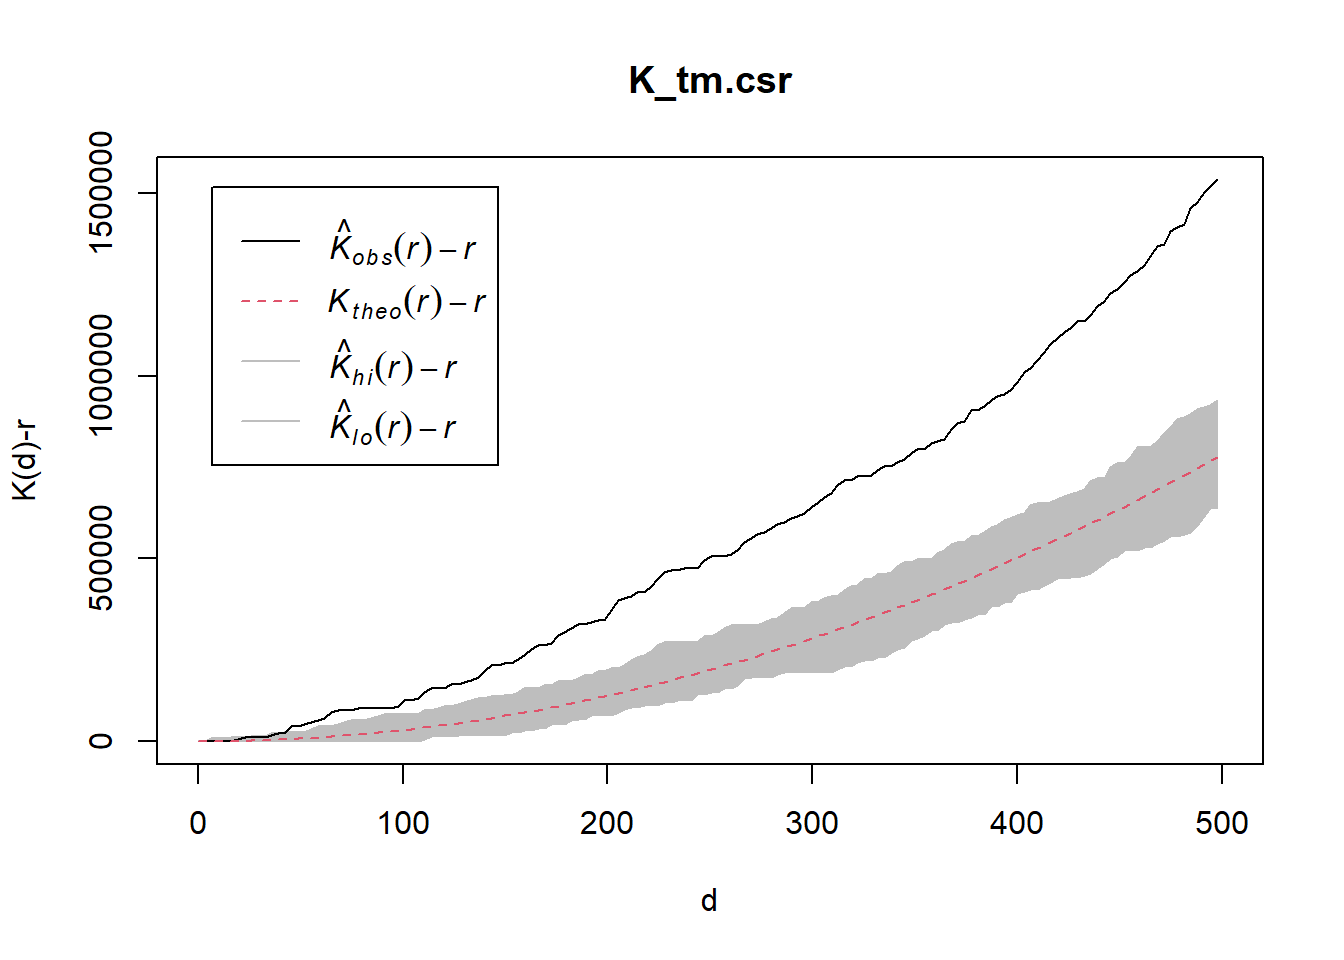 K_tm.csr
K(d)-r
1500000
1000000
500000
0
K̂obs(r) − r
Ktheo(r) − r
K̂hi(r) − r
K̂lo(r) − r
0 100 200 300 400 500
d